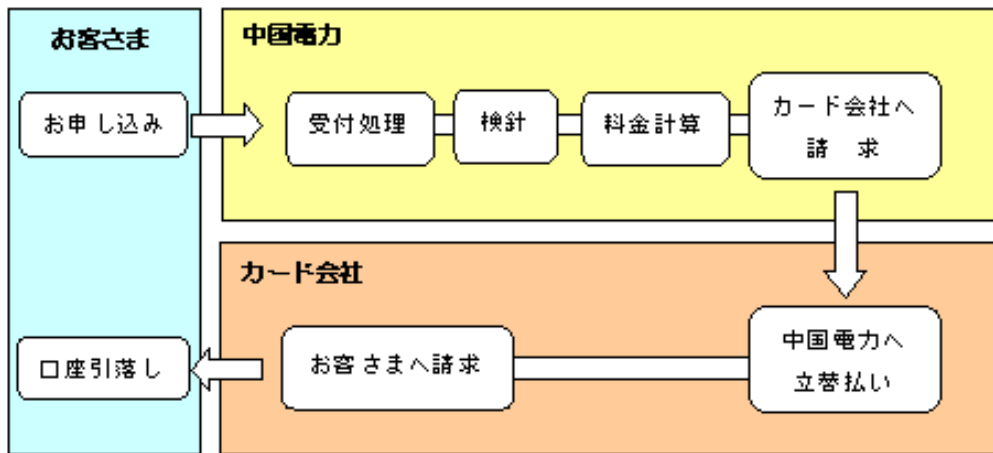 お客さま
中国電力
お申し込み
受付処理
検針
料金計算
カード会社へ
請　求
カード会社
中国電力へ
立替払い
お客さまへ請求
口座引落し